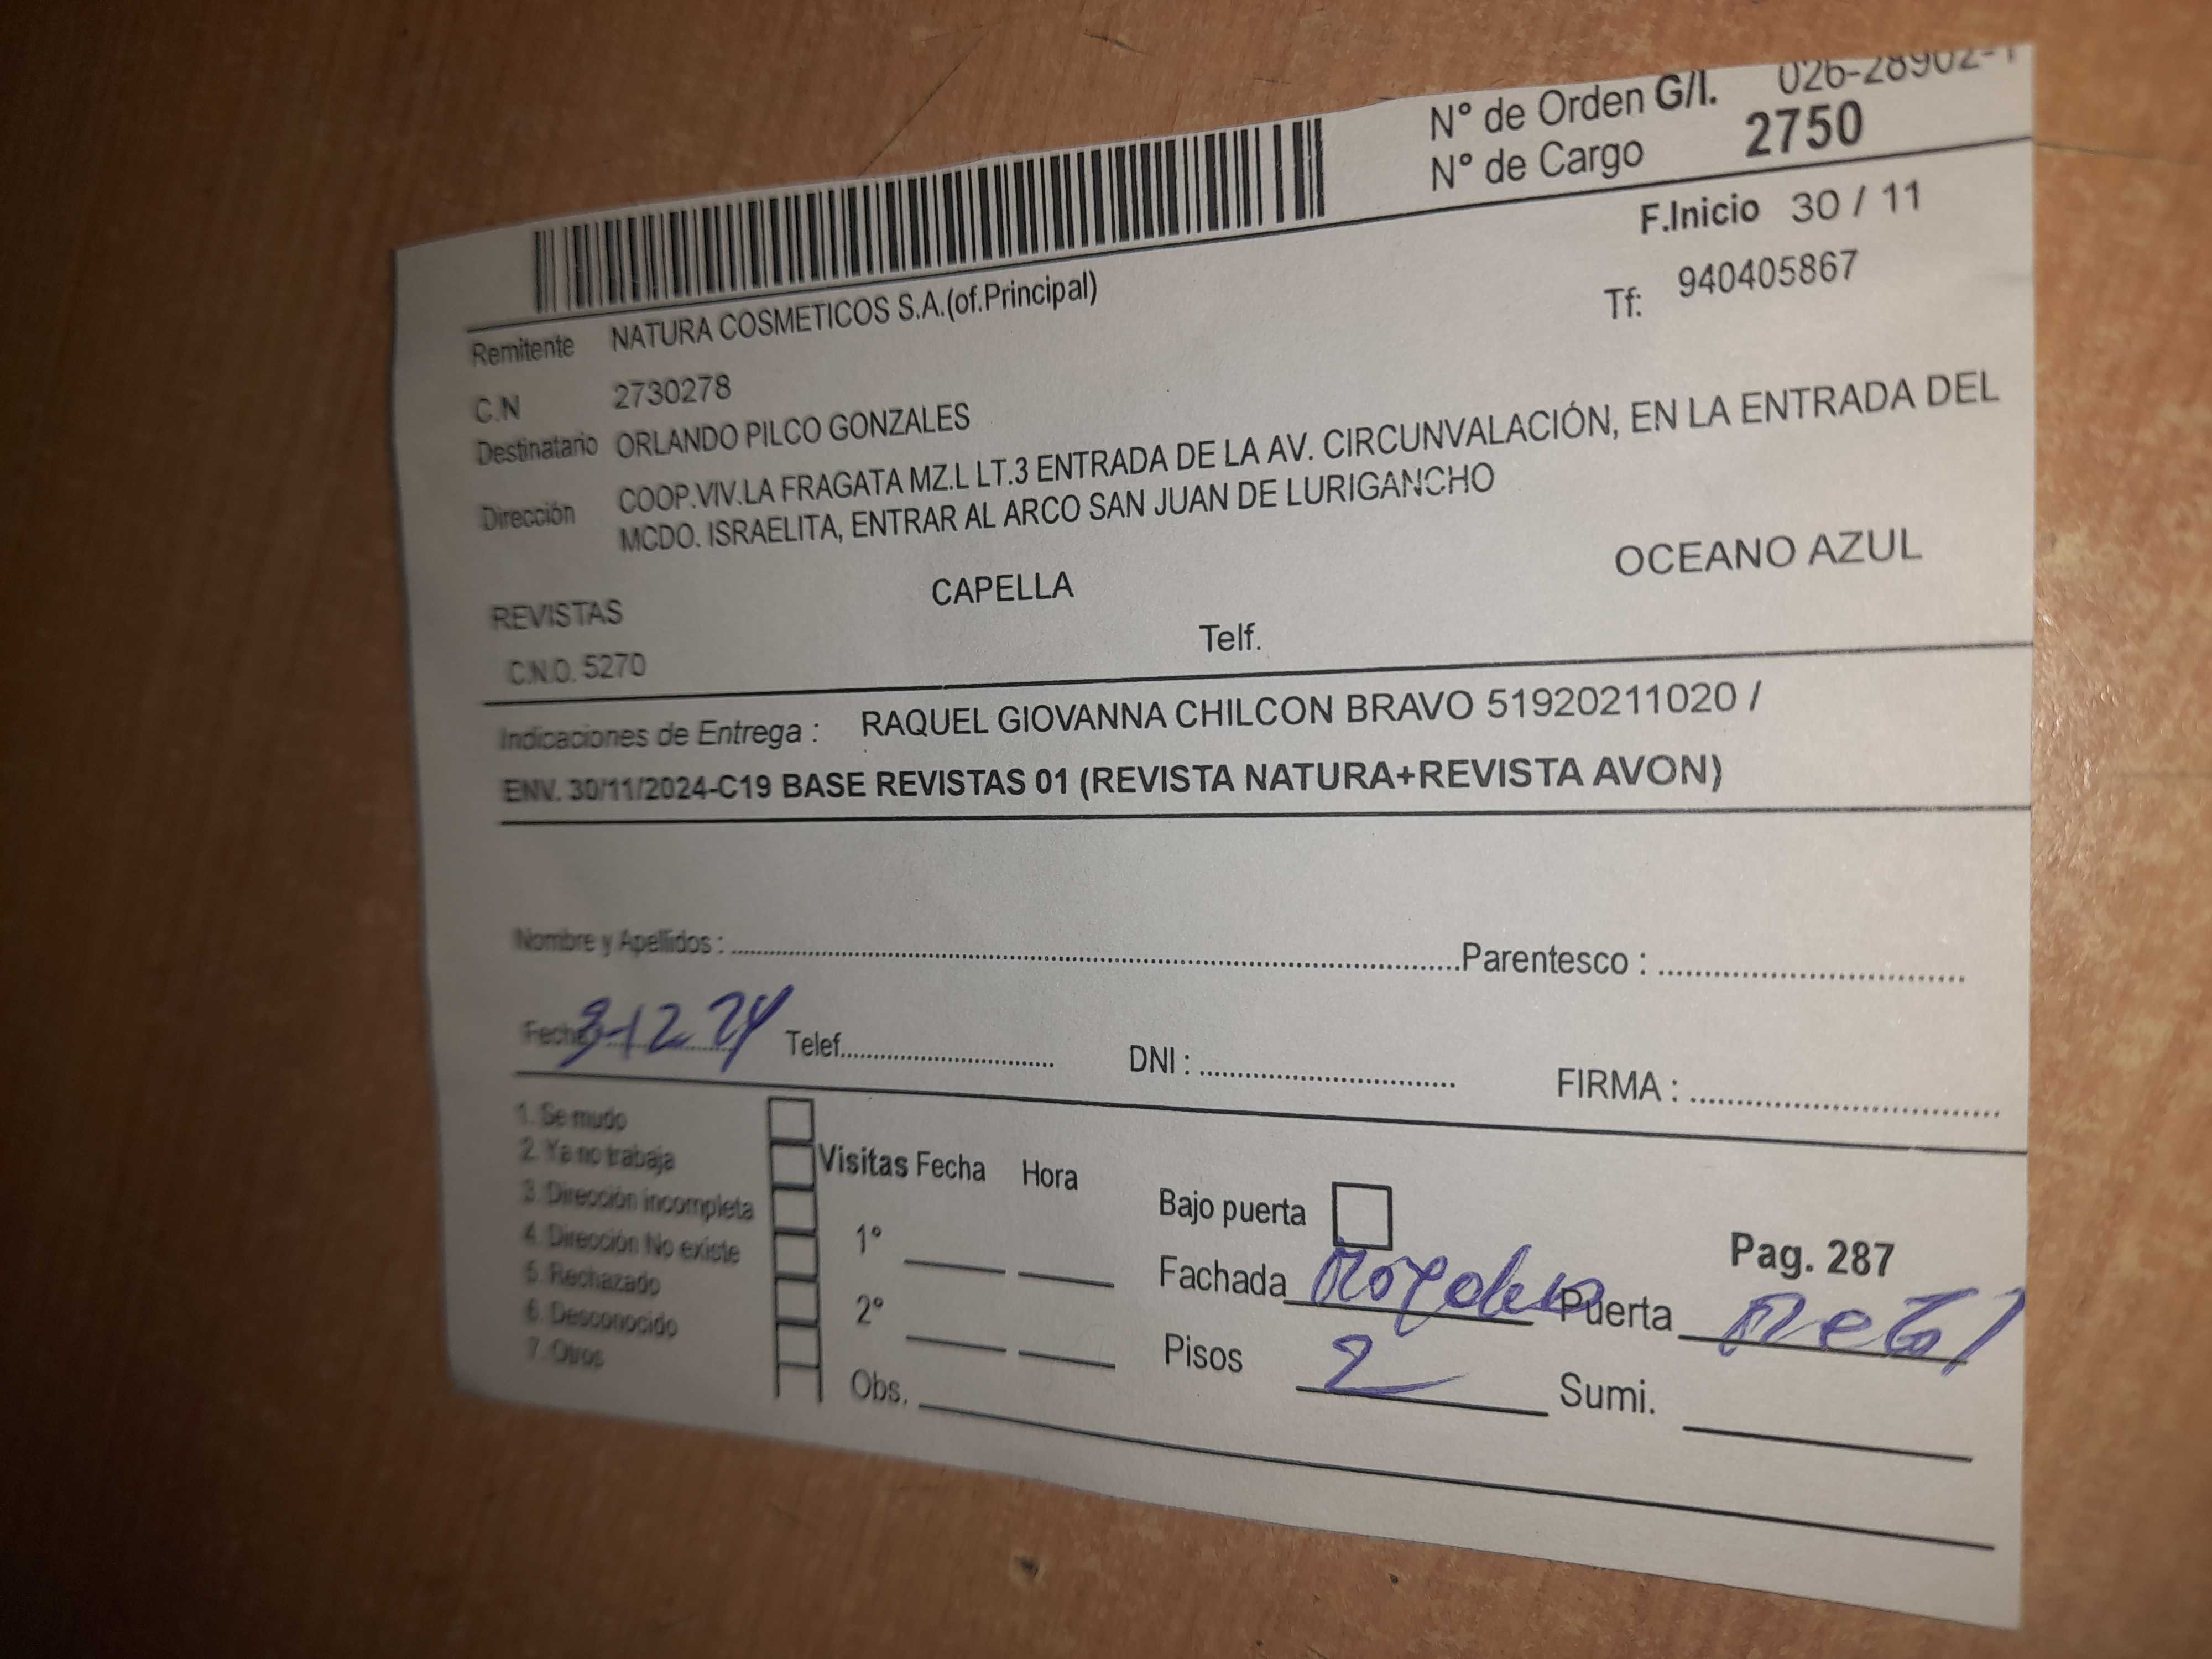 N° de Orden G/I. 026-28902-1
N° de Cargo 2750
F.Inicio 30 / 11
Remitente NATURA COSMETICOS S.A.(of.Principal)
Tf: 940405867
C.N 2730278
Destinatario ORLANDO PILCO GONZALES
Dirección COOP.VIV.LA FRAGATA MZ.L LT.3 ENTRADA DE LA AV. CIRCUNVALACIÓN, EN LA ENTRADA DEL
MCDO. ISRAELITA, ENTRAR AL ARCO SAN JUAN DE LURIGANCHO
REVISTAS CAPELLA OCEANO AZUL
C.N.O. 5270 Telf.
Indicaciones de Entrega : RAQUEL GIOVANNA CHILCON BRAVO 51920211020 /
ENV. 30/11/2024-C19 BASE REVISTAS 01 (REVISTA NATURA+REVISTA AVON)
Nombre y Apellidos : Parentesco :
Fecha 3-12 24 Telef. DNI : FIRMA :
1. Se mudo
2. Ya no trabaja
3. Dirección incompleta
4. Dirección No existe
5. Rechazado
6. Desconocido
7. Otros
Visitas Fecha Hora
1°
2°
Obs.
Bajo puerta
Pag. 287
Fachada Puerta
Pisos 2 Sumi.